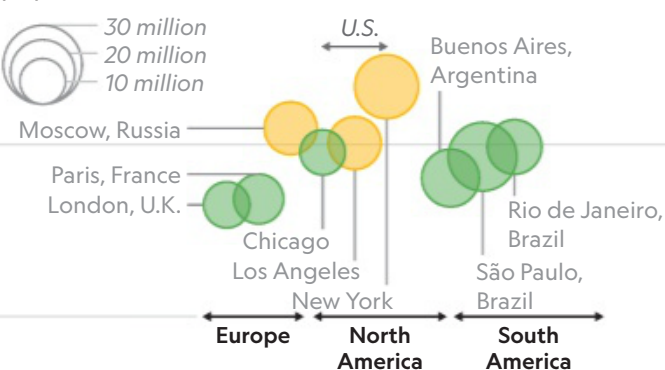 30 million
20 million
10 million
U.S.
Buenos Aires,
Argentina
Moscow, Russia
Paris, France
London, U.K.
Chicago
Los Angeles
New York
Rio de Janeiro,
Brazil
São Paulo,
Brazil
Europe
North
America
South
America